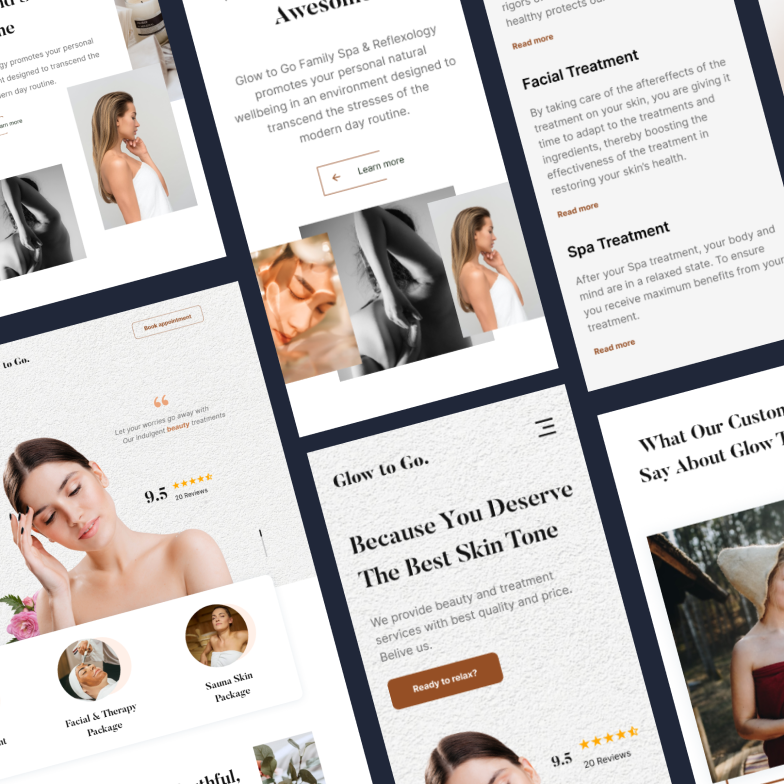 ne
gy promotes your personal
nt designed to transcend the
ern day routine.
Awesom
Glow to Go Family Spa & Reflexology
promotes your personal natural
wellbeing in an environment designed to
transcend the stresses of the
modern day routine.
Learn more
rigors
healthy protects
Read more
Facial Treatment
By taking care of the aftereffects of the
treatment on your skin, you are giving it
time to adapt to the treatments and
ingredients, thereby boosting the
effectiveness of the treatment in
restoring your skin's health.
Read more
Spa Treatment
After your Spa treatment, your body and
mind are in a relaxed state. To ensure
you receive maximum benefits from your
treatment.
Read more
to Go.
Book appointment
“
Let your worries go away with
Our indulgent beauty treatments
9.5
20 Reviews
Facial & Therapy
Package
Sauna Skin
Package
thful,
Glow to Go.
Because You Deserve
The Best Skin Tone
We provide beauty and treatment
services with best quality and price.
Belive us.
Ready to relax?
9.5
20 Reviews
What Our Custom
Say About Glow T